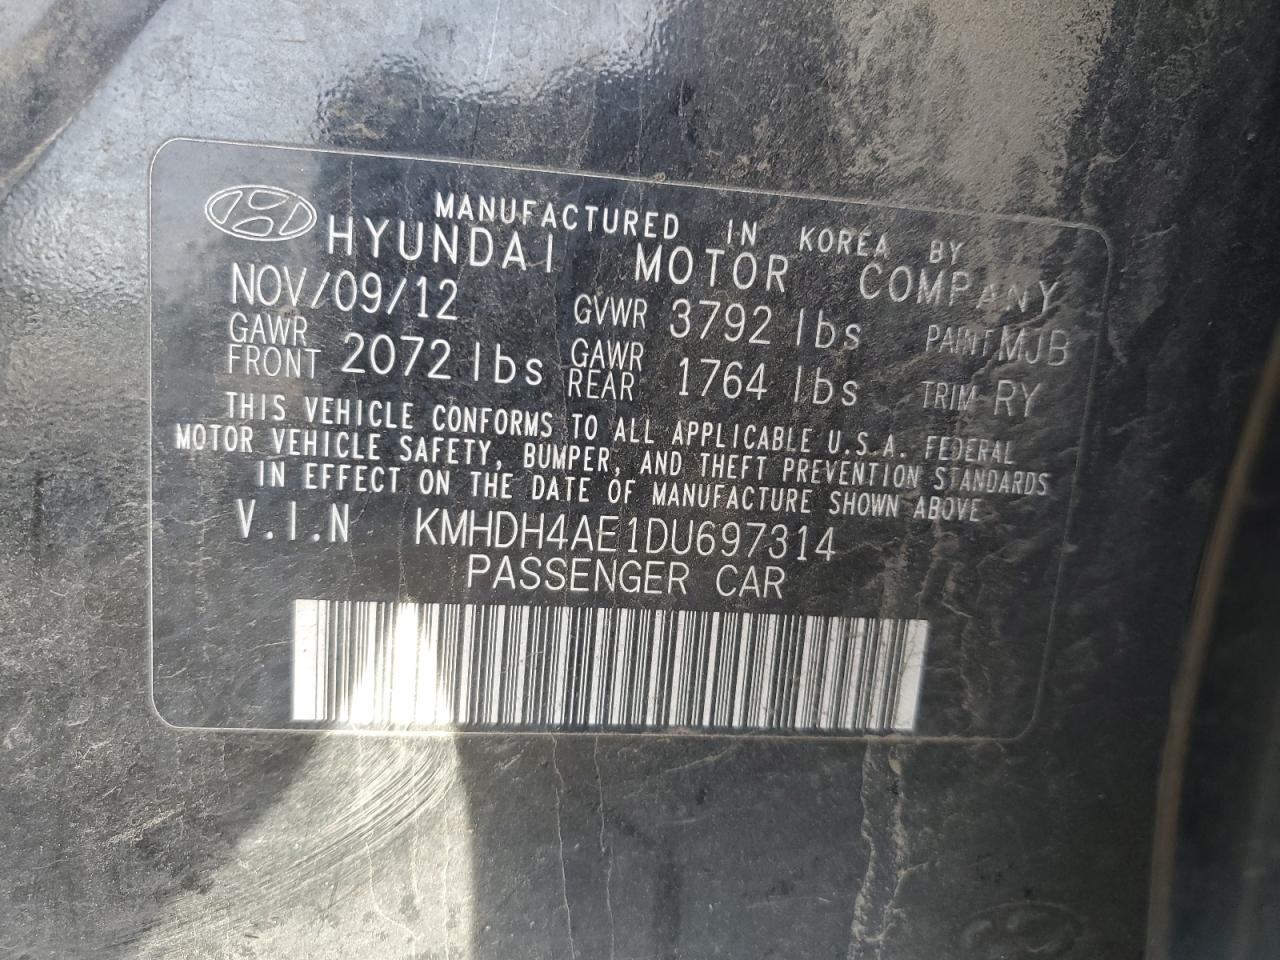 MANUFACTURED IN KOREA BY
HYUNDAI MOTOR COMPANY
NOV/09/12 GVWR 3792 lbs PAINT MJB
GAWR FRONT 2072 lbs GAWR REAR 1764 lbs TRIM RY
THIS VEHICLE CONFORMS TO ALL APPLICABLE U.S.A. FEDERAL
MOTOR VEHICLE SAFETY, BUMPER, AND THEFT PREVENTION STANDARDS
IN EFFECT ON THE DATE OF MANUFACTURE SHOWN ABOVE
V.I.N KMHDH4AE1DU697314
PASSENGER CAR